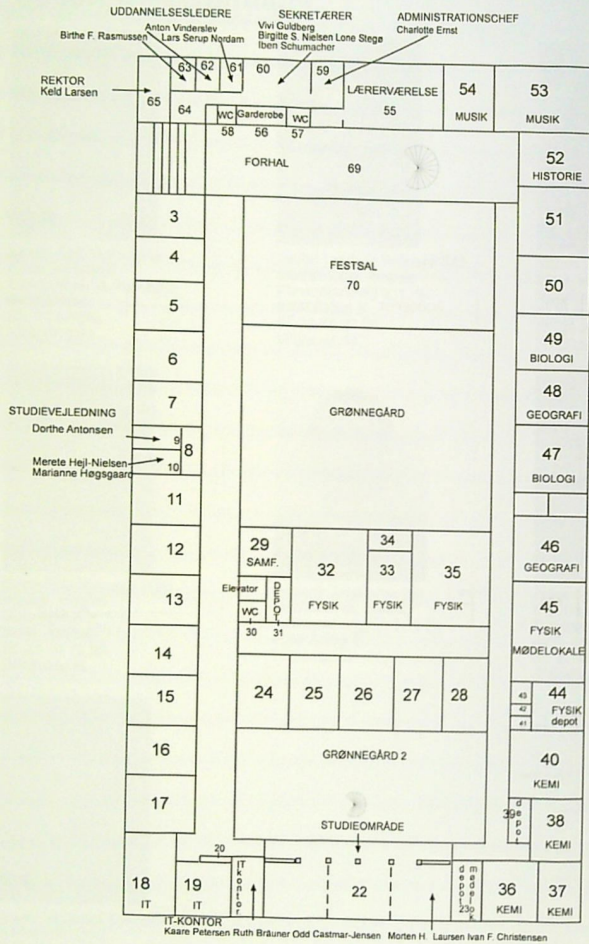 UDDANNELSESLEDERE
Anton Vinderslev
Birthe F. Rasmussen
Lars Serup Nordam
SEKRETÆRER
Vivi Guldberg
Birgitte S. Nielsen Lone Stegø
Iben Schumacher
ADMINISTRATIONSCHEF
Charlotte Ernst
REKTOR
Keld Larsen
65
63
62
61
60
59
64
WC
58
Garderobe
56
WC
57
LÆRERVÆRELSE
55
54
MUSIK
53
MUSIK
FORHAL
69
52
HISTORIE
3
51
4
FESTSAL
70
50
5
49
BIOLOGI
6
48
GEOGRAFI
7
GRØNNEGÅRD
STUDIEVEJLEDNING
Dorthe Antonsen
9
8
Merete Hejl-Nielsen
Marianne Høgsgaard
10
47
BIOLOGI
11
12
29
SAMF.
32
FYSIK
34
33
FYSIK
35
FYSIK
46
GEOGRAFI
13
Elevator
WC
30
DEPOT
31
45
FYSIK
MØDELOKALE
14
15
24
25
26
27
28
43
42
41
44
FYSIK
depot
16
GRØNNEGÅRD 2
40
KEMI
17
39
depot
38
KEMI
STUDIEOMRÅDE
20
18
IT
19
IT
IT kontor
22
depot
mødelok
23
36
KEMI
37
KEMI
IT-KONTOR
Kaare Petersen Ruth Bräuner Odd Castmar-Jensen Morten H. Laursen Ivan F. Christensen